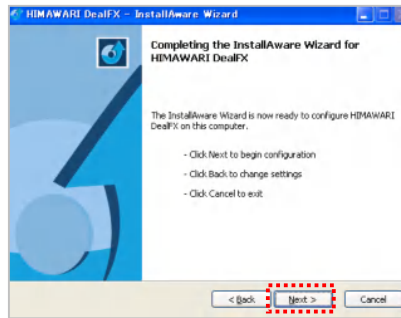 HIMAWARI DealFX - InstallAware Wizard
Completing the InstallAware Wizard for
HIMAWARI DealFX
The InstallAware Wizard is now ready to configure HIMAWARI
DealFX on this computer.
- Click Next to begin configuration
- Click Back to change settings
- Click Cancel to exit
< Back
Next >
Cancel